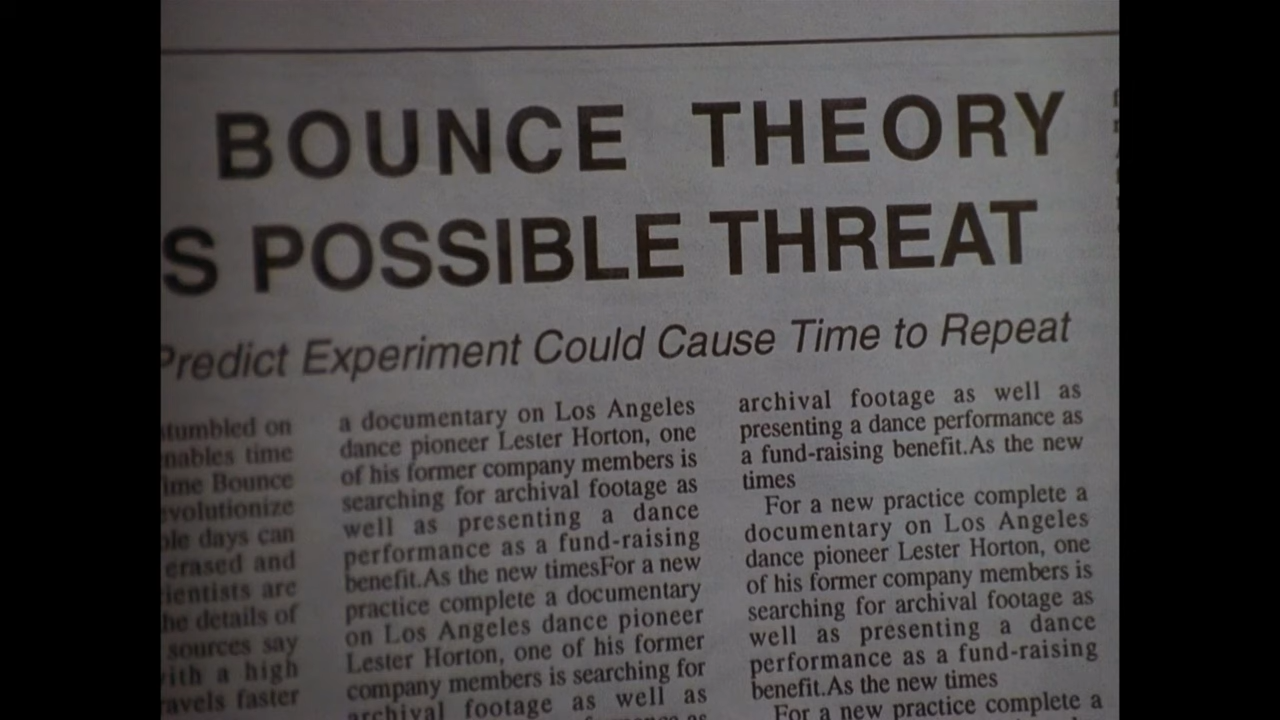 BOUNCE THEORY
S POSSIBLE THREAT
Predict Experiment Could Cause Time to Repeat
tumbled on
nables time
ime Bounce
evolutionize
ble days can
erased and
ientists are
he details of
sources say
ith a high
avels faster
a documentary on Los Angeles
dance pioneer Lester Horton, one
of his former company members is
searching for archival footage as
well as presenting a dance
performance as a fund-raising
benefit.As the new timesFor a new
practice complete a documentary
on Los Angeles dance pioneer
Lester Horton, one of his former
company members is searching for
archival footage as well as
archival footage as well as
presenting a dance performance as
a fund-raising benefit.As the new
times
For a new practice complete a
documentary on Los Angeles
dance pioneer Lester Horton, one
of his former company members is
searching for archival footage as
well as presenting a dance
performance as a fund-raising
benefit.As the new times
For a new practice complete a